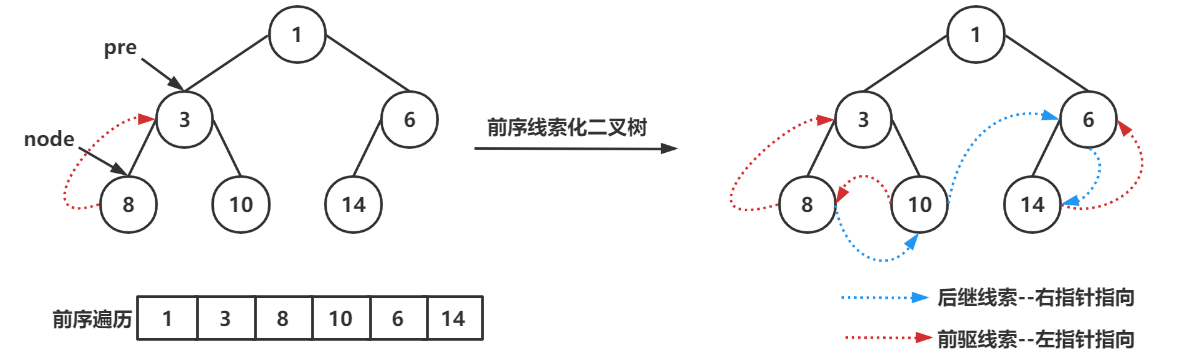 1
pre
3
6
node
8
10
14
前序线索化二叉树
1
3
6
8
10
14
前序遍历 1 3 8 10 6 14
后继线索--右指针指向
前驱线索--左指针指向